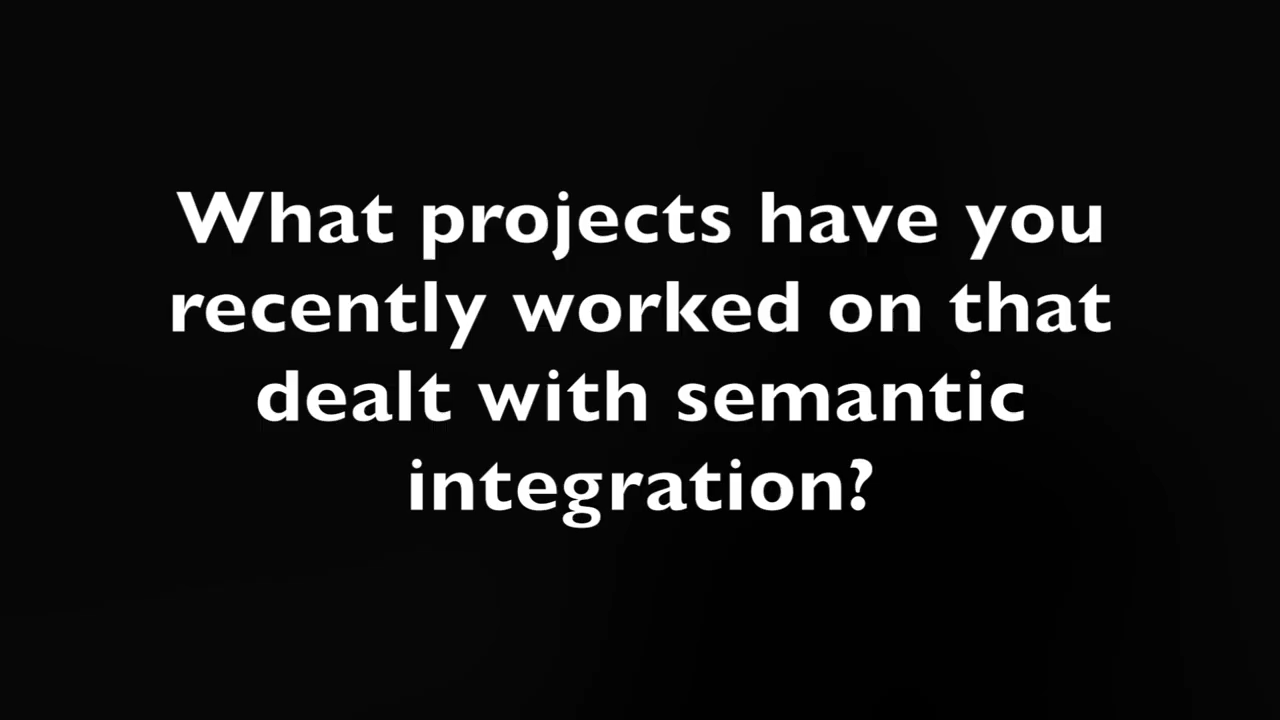 What projects have you
recently worked on that
dealt with semantic
integration?